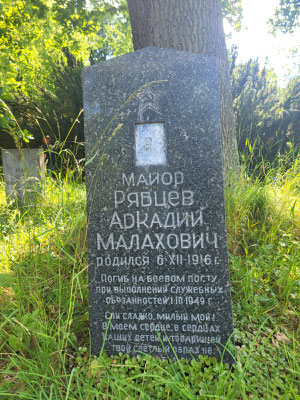 МАЙОР
РЯБЦЕВ
АРКАДИЙ
МАЛАХОВИЧ
РОДИЛСЯ 6·XII·1916 г.
ПОГИБ НА БОЕВОМ ПОСТУ
ПРИ ВЫПОЛНЕНИИ СЛУЖЕБНЫХ
ОБЯЗАННОСТЕЙ 1·10·1949 г.
СПИ СЛАДКО, МИЛЫЙ МОЙ!
В МОЕМ СЕРДЦЕ, В СЕРДЦАХ
НАШИХ ДЕТЕЙ И ТОВАРИЩЕЙ
ТВОЙ СВЕТЛЫЙ ОБРАЗ НЕ